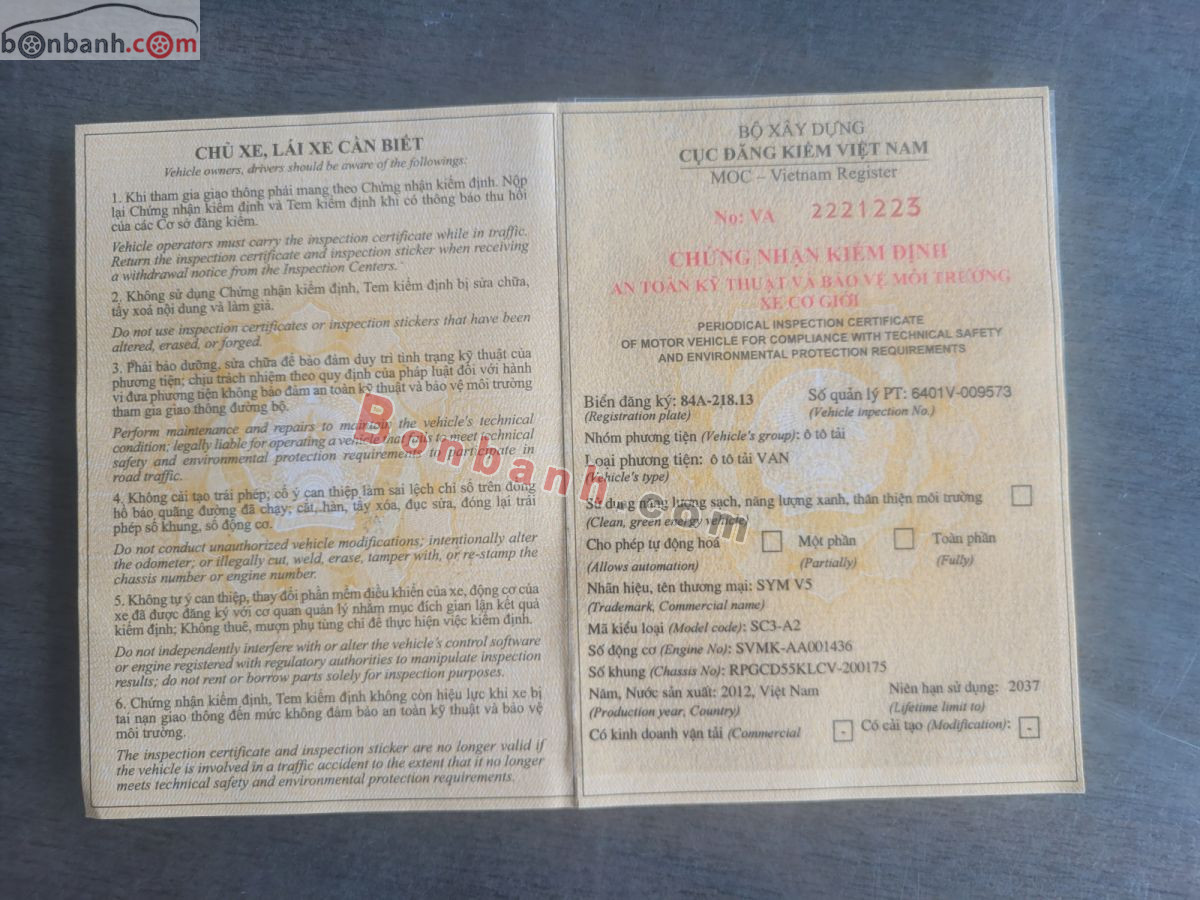 bonbanh.com
CHỦ XE, LÁI XE CẦN BIẾT
Vehicle owners, drivers should be aware of the followings:
1. Khi tham gia giao thông phải mang theo Chứng nhận kiểm định. Nộp
lại Chứng nhận kiểm định và Tem kiểm định khi có thông báo thu hồi
của các Cơ sở đăng kiểm.
Vehicle operators must carry the inspection certificate while in traffic.
Return the inspection certificate and inspection sticker when receiving
a withdrawal notice from the Inspection Centers.
2. Không sử dụng Chứng nhận kiểm định, Tem kiểm định bị sửa chữa,
tẩy xoá nội dung và làm giả.
Do not use inspection certificates or inspection stickers that have been
altered, erased, or forged.
3. Phải bảo dưỡng, sửa chữa để bảo đảm duy trì tình trạng kỹ thuật của
phương tiện; chịu trách nhiệm theo quy định của pháp luật đối với hành
vi đưa phương tiện không bảo đảm an toàn kỹ thuật và bảo vệ môi trường
tham gia giao thông đường bộ.
Perform maintenance and repairs to maintain the vehicle's technical
condition; legally liable for operating a vehicle that fails to meet technical
safety and environmental protection requirements to participate in
road traffic.
4. Không cải tạo trái phép; cố ý can thiệp làm sai lệch chỉ số trên đồng
hồ báo quãng đường đã chạy; cắt, hàn, tẩy xóa, đục sửa, đóng lại trái
phép số khung, số động cơ.
Do not conduct unauthorized vehicle modifications; intentionally alter
the odometer; or illegally cut, weld, erase, tamper with, or re-stamp the
chassis number or engine number.
5. Không tự ý can thiệp, thay đổi phần mềm điều khiển của xe, động cơ của
xe đã được đăng ký với cơ quan quản lý nhằm mục đích gian lận kết quả
kiểm định; Không thuê, mượn phụ tùng chỉ để thực hiện việc kiểm định.
Do not independently interfere with or alter the vehicle's control software
or engine registered with regulatory authorities to manipulate inspection
results; do not rent or borrow parts solely for inspection purposes.
6. Chứng nhận kiểm định, Tem kiểm định không còn hiệu lực khi xe bị
tai nạn giao thông đến mức không đảm bảo an toàn kỹ thuật và bảo vệ
môi trường.
The inspection certificate and inspection sticker are no longer valid if
the vehicle is involved in a traffic accident to the extent that it no longer
meets technical safety and environmental protection requirements.
BỘ XÂY DỰNG
CỤC ĐĂNG KIỂM VIỆT NAM
MOC – Vietnam Register
No: VA 2221223
CHỨNG NHẬN KIỂM ĐỊNH
AN TOÀN KỸ THUẬT VÀ BẢO VỆ MÔI TRƯỜNG
XE CƠ GIỚI
PERIODICAL INSPECTION CERTIFICATE
OF MOTOR VEHICLE FOR COMPLIANCE WITH TECHNICAL SAFETY
AND ENVIRONMENTAL PROTECTION REQUIREMENTS
Biển đăng ký: 84A-218.13 Số quản lý PT: 6401V-009573
(Registration plate) (Vehicle inpection No.)
Nhóm phương tiện (Vehicle's group): ô tô tải
Loại phương tiện: ô tô tải VAN
(Vehicle's type)
Sử dụng năng lượng sạch, năng lượng xanh, thân thiện môi trường
(Clean, green energy vehicle
Cho phép tự động hoá Một phần Toàn phần
(Allows automation) (Partially) (Fully)
Nhãn hiệu, tên thương mại: SYM V5
(Trademark, Commercial name)
Mã kiểu loại (Model code): SC3-A2
Số động cơ (Engine No): SVMK-AA001436
Số khung (Chassis No): RPGCD55KLCV-200175
Năm, Nước sản xuất: 2012, Việt Nam Niên hạn sử dụng: 2037
(Production year, Country) (Lifetime limit to)
Có kinh doanh vận tải (Commercial - Có cải tạo (Modification): -
Bonbanh.com